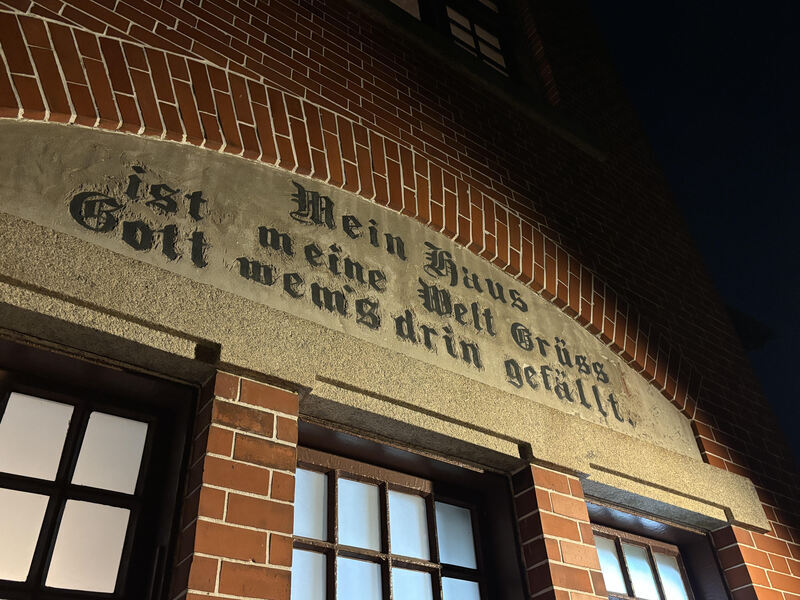 Mein Haus
ist meine Welt Grüss
Gott wem's drin gefällt.